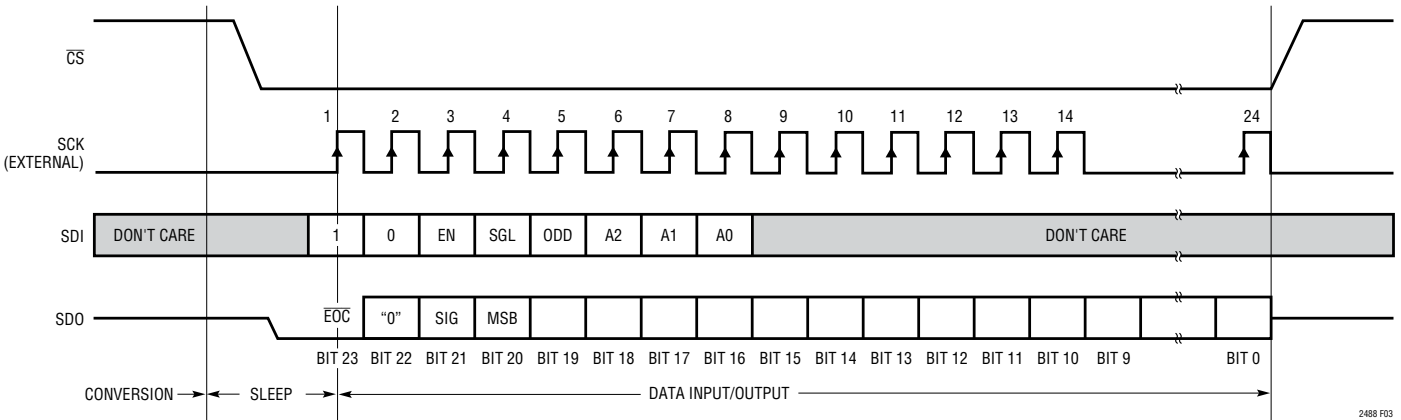 CS
1 2 3 4 5 6 7 8 9 10 11 12 13 14 24
SCK
(EXTERNAL)
SDI DON'T CARE 1 0 EN SGL ODD A2 A1 A0 DON'T CARE
SDO EOC "0" SIG MSB
BIT 23 BIT 22 BIT 21 BIT 20 BIT 19 BIT 18 BIT 17 BIT 16 BIT 15 BIT 14 BIT 13 BIT 12 BIT 11 BIT 10 BIT 9 BIT 0
CONVERSION SLEEP DATA INPUT/OUTPUT
2488 F03